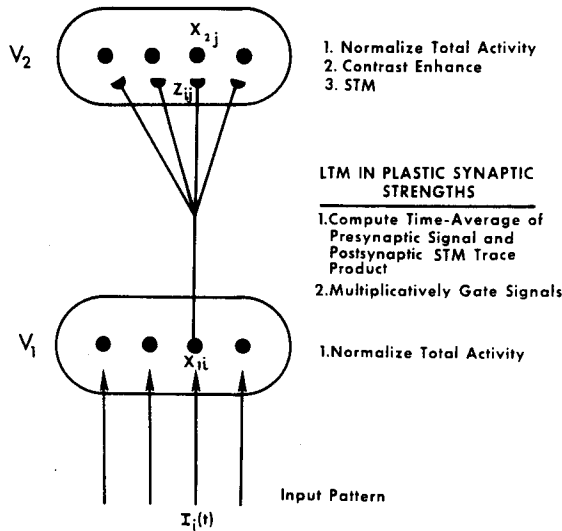 V2
x2j
zij
1. Normalize Total Activity
2. Contrast Enhance
3. STM
LTM IN PLASTIC SYNAPTIC
STRENGTHS
1.Compute Time-Average of
Presynaptic Signal and
Postsynaptic STM Trace
Product
2.Multiplicatively Gate Signals
V1
x1i
1.Normalize Total Activity
Input Pattern
Ii(t)